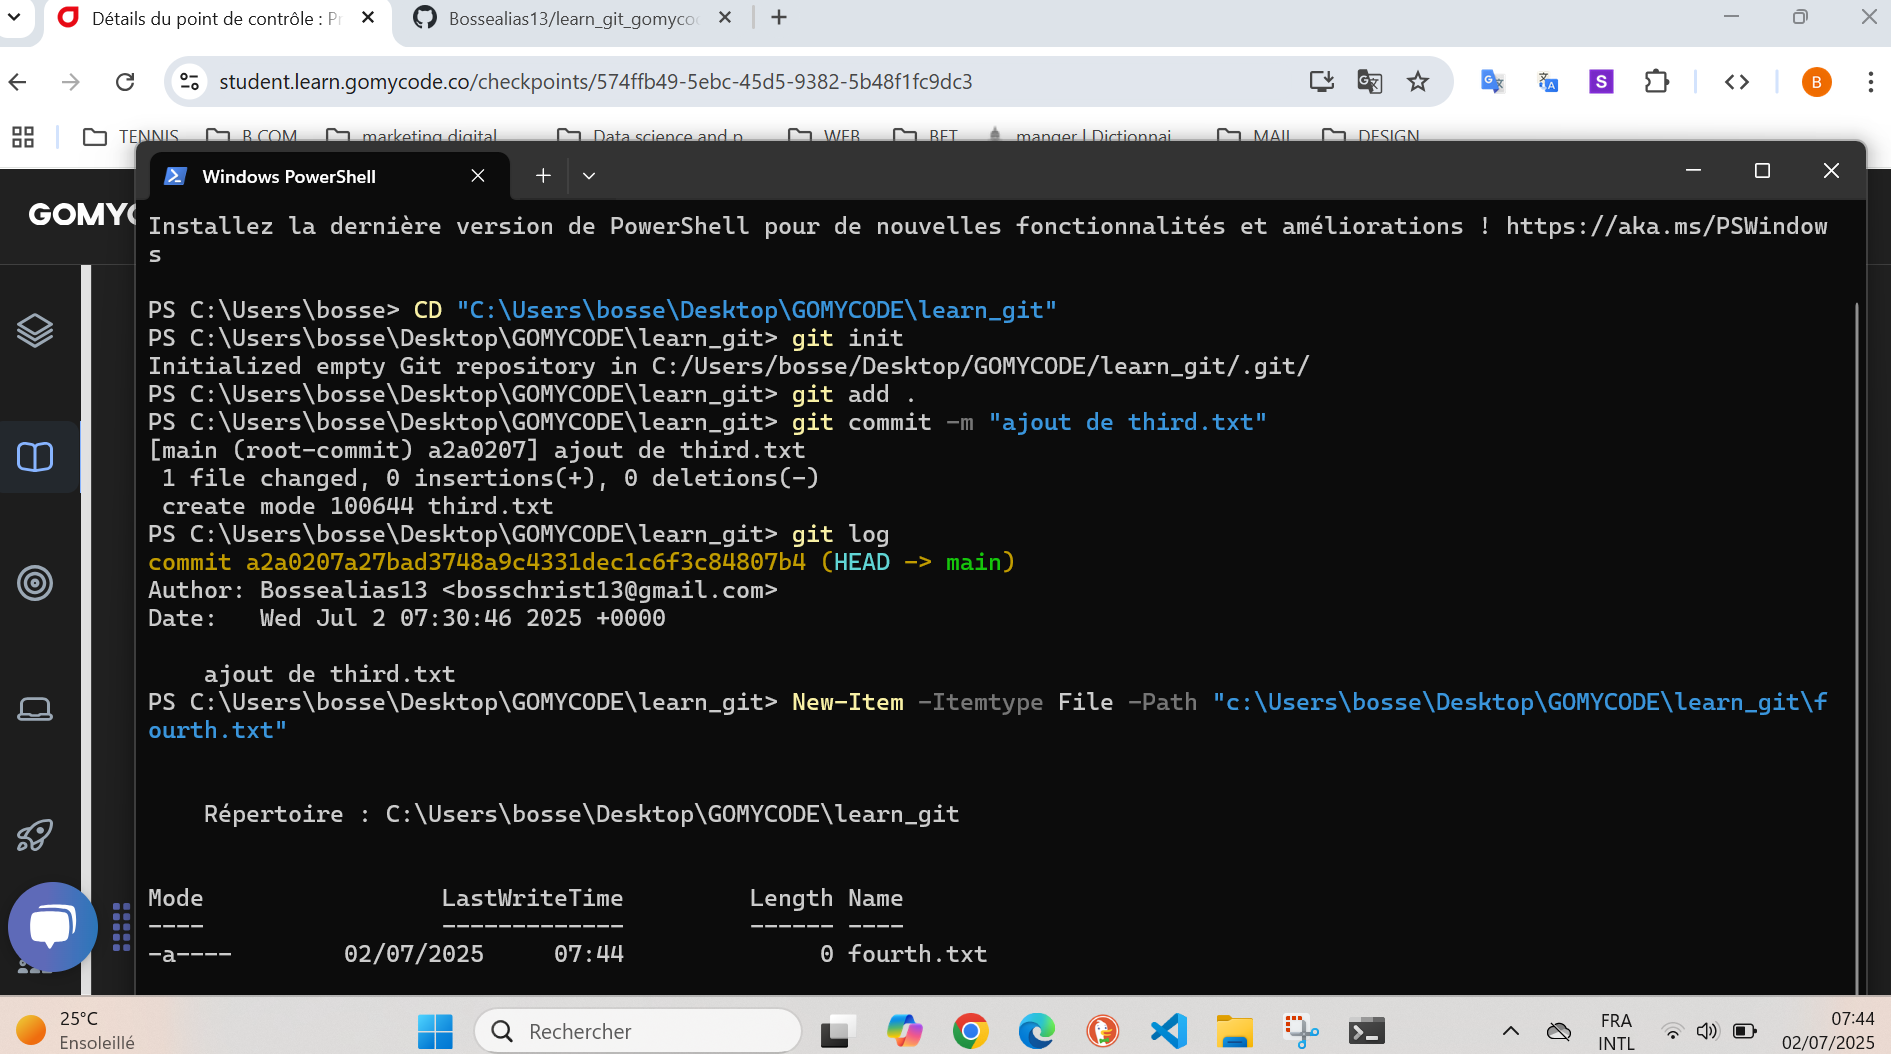 Détails du point de contrôle : Pr
Bossealias13/learn_git_gomycod
student.learn.gomycode.co/checkpoints/574ffb49-5ebc-45d5-9382-5b48f1fc9dc3
S
B
TENNIS
B COM
marketing digital
Data science and p
WEB
BET
manger | Dictionnai
MAIL
DESIGN
Windows PowerShell
GOMYC
Installez la dernière version de PowerShell pour de nouvelles fonctionnalités et améliorations ! https://aka.ms/PSWindow
s
PS C:\Users\bosse> CD "C:\Users\bosse\Desktop\GOMYCODE\learn_git"
PS C:\Users\bosse\Desktop\GOMYCODE\learn_git> git init
Initialized empty Git repository in C:/Users/bosse/Desktop/GOMYCODE/learn_git/.git/
PS C:\Users\bosse\Desktop\GOMYCODE\learn_git> git add .
PS C:\Users\bosse\Desktop\GOMYCODE\learn_git> git commit -m "ajout de third.txt"
[main (root-commit) a2a0207] ajout de third.txt
 1 file changed, 0 insertions(+), 0 deletions(-)
 create mode 100644 third.txt
PS C:\Users\bosse\Desktop\GOMYCODE\learn_git> git log
commit a2a0207a27bad3748a9c4331dec1c6f3c84807b4 (HEAD -> main)
Author: Bossealias13 <bosschrist13@gmail.com>
Date:   Wed Jul 2 07:30:46 2025 +0000
    ajout de third.txt
PS C:\Users\bosse\Desktop\GOMYCODE\learn_git> New-Item -Itemtype File -Path "c:\Users\bosse\Desktop\GOMYCODE\learn_git\f
ourth.txt"
    Répertoire : C:\Users\bosse\Desktop\GOMYCODE\learn_git
Mode                 LastWriteTime         Length Name
----                 -------------         ------ ----
-a----        02/07/2025     07:44              0 fourth.txt
25°C
Ensoleillé
Rechercher
FRA
INTL
07:44
02/07/2025